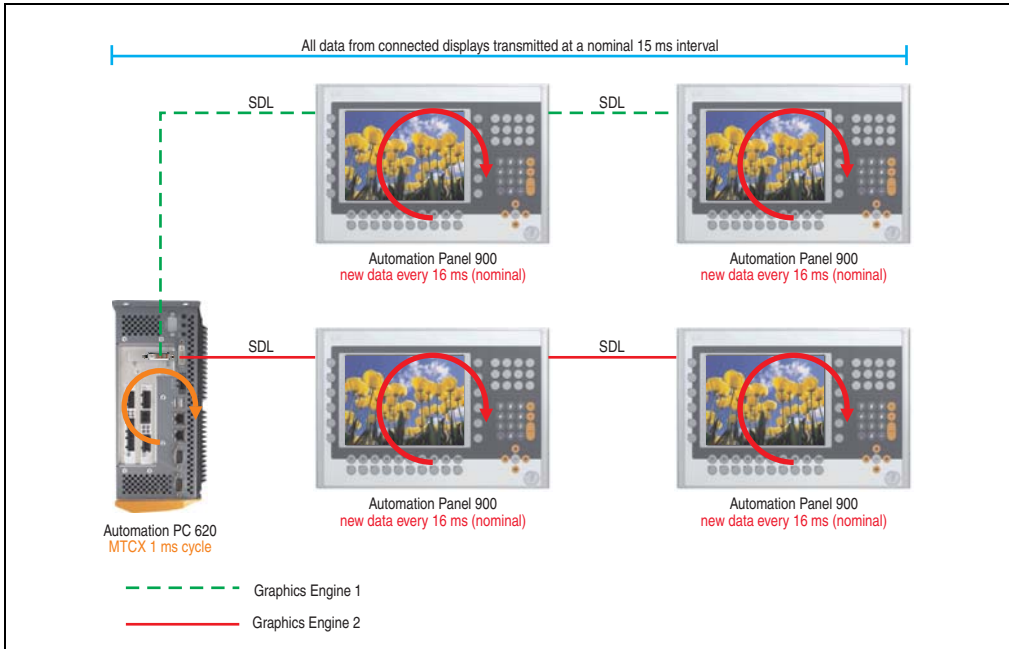 All data from connected displays transmitted at a nominal 15 ms interval
SDL
SDL
Automation Panel 900
new data every 16 ms (nominal)
Automation Panel 900
new data every 16 ms (nominal)
SDL
SDL
Automation Panel 900
new data every 16 ms (nominal)
Automation Panel 900
new data every 16 ms (nominal)
Automation PC 620
MTCX 1 ms cycle
Graphics Engine 1
Graphics Engine 2